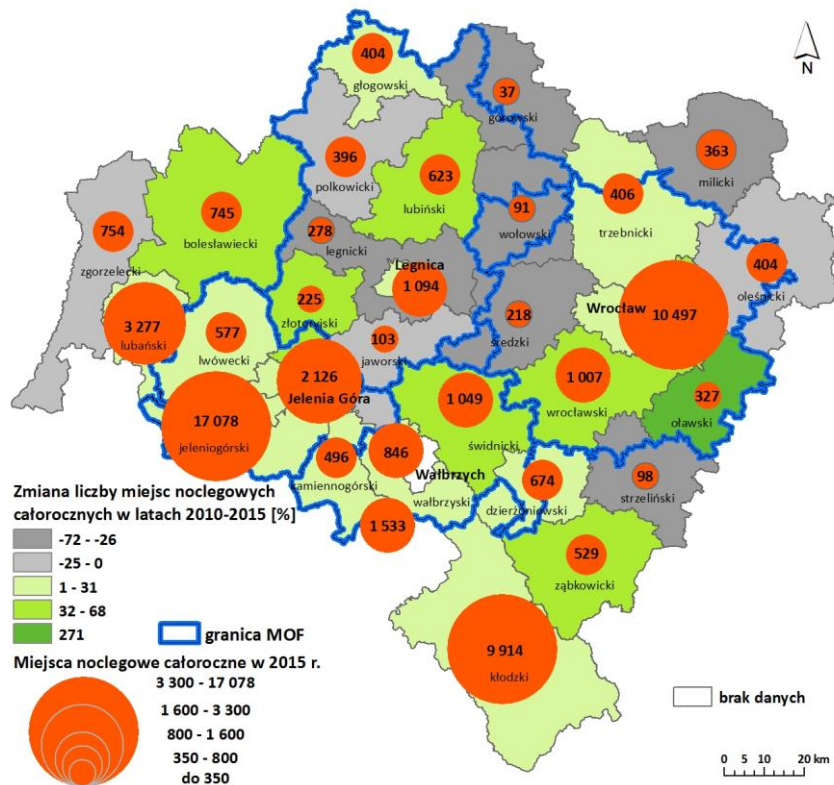 N
404
głogowski
37
górowski
363
milicki
396
polkowicki
623
lubiński
406
trzebnicki
91
wołowski
745
bolesławiecki
754
zgorzelecki
278
legnicki
Legnica
1 094
404
oleśnicki
225
złotoryjski
218
średzki
Wrocław
10 497
3 277
lubański
577
lwówecki
103
jaworski
2 126
Jelenia Góra
1 049
świdnicki
1 007
wrocławski
327
oławski
17 078
jeleniogórski
496
kamiennogórski
846
Wałbrzych
wałbrzyski
674
dzierżoniowski
98
strzeliński
1 533
529
ząbkowicki
9 914
kłodzki
Zmiana liczby miejsc noclegowych
całorocznych w latach 2010-2015 [%]
-72 - -26
-25 - 0
1 - 31
32 - 68
271
granica MOF
Miejsca noclegowe całoroczne w 2015 r.
3 300 - 17 078
1 600 - 3 300
800 - 1 600
350 - 800
do 350
brak danych
0 5 10 20 km